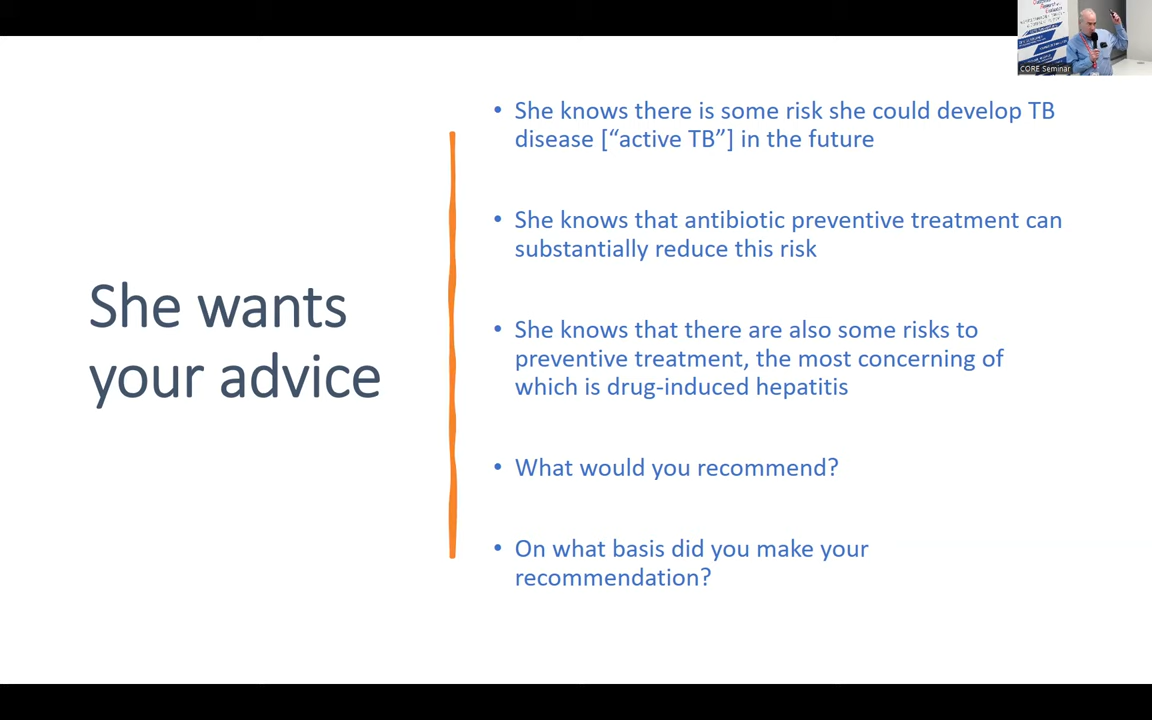 She wants
your advice
• She knows there is some risk she could develop TB
disease [“active TB”] in the future
• She knows that antibiotic preventive treatment can
substantially reduce this risk
• She knows that there are also some risks to
preventive treatment, the most concerning of
which is drug-induced hepatitis
• What would you recommend?
• On what basis did you make your
recommendation?
CORE Seminar